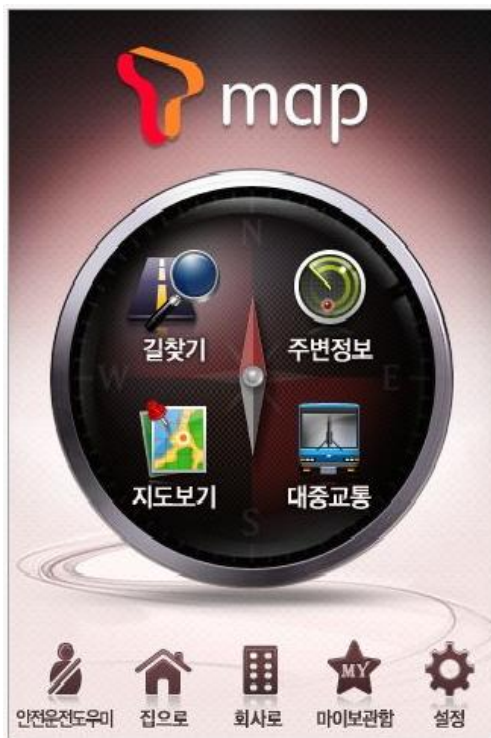 T map
N
길찾기 주변정보
W E
지도보기 대중교통
S
MY
안전운전도우미 집으로 회사로 마이보관함 설정